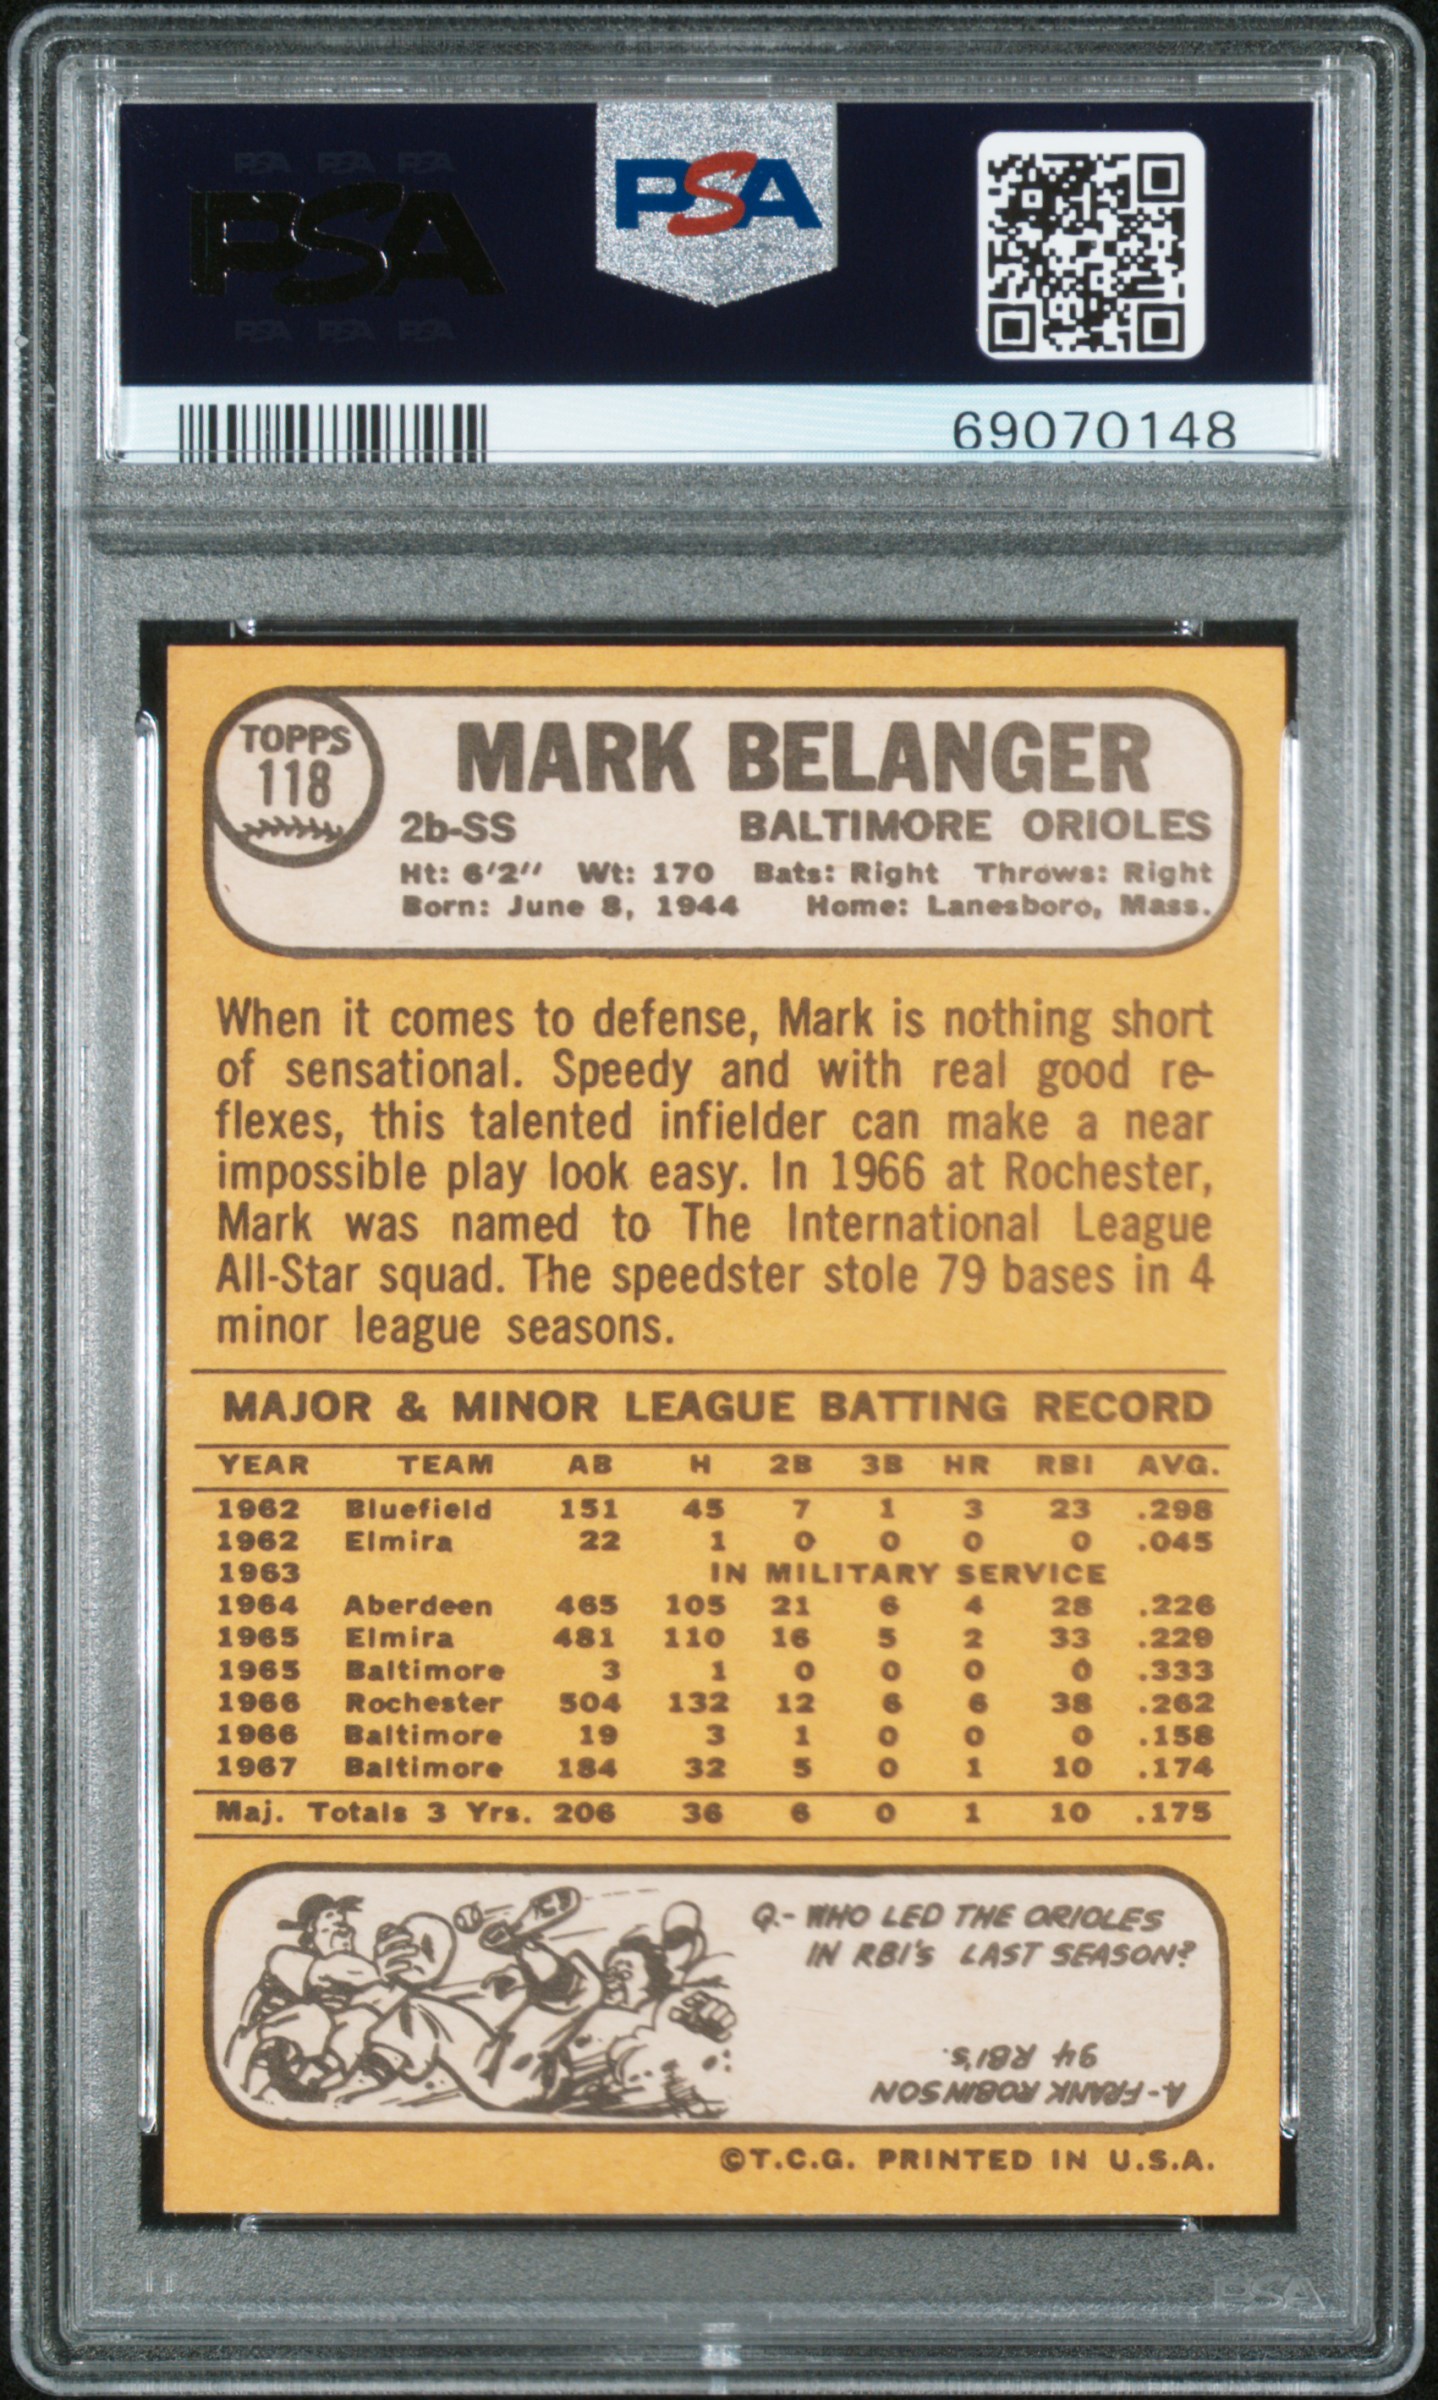 PSA PSA PSA
PSA
PSA PSA PSA
PSA
69070148
TOPPS
118
MARK BELANGER
2b-SS BALTIMORE ORIOLES
Ht: 6'2" Wt: 170 Bats: Right Throws: Right
Born: June 8, 1944 Home: Lanesboro, Mass.
When it comes to defense, Mark is nothing short
of sensational. Speedy and with real good re-
flexes, this talented infielder can make a near
impossible play look easy. In 1966 at Rochester,
Mark was named to The International League
All-Star squad. The speedster stole 79 bases in 4
minor league seasons.
MAJOR & MINOR LEAGUE BATTING RECORD
YEAR TEAM AB H 2B 3B HR RBI AVG.
1962 Bluefield 151 45 7 1 3 23 .298
1962 Elmira 22 1 0 0 0 0 .045
1963 IN MILITARY SERVICE
1964 Aberdeen 465 105 21 6 4 28 .226
1965 Elmira 481 110 16 5 2 33 .229
1965 Baltimore 3 1 0 0 0 0 .333
1966 Rochester 504 132 12 6 6 38 .262
1966 Baltimore 19 3 1 0 0 0 .158
1967 Baltimore 184 32 5 0 1 10 .174
Maj. Totals 3 Yrs. 206 36 6 0 1 10 .175
Q.- WHO LED THE ORIOLES
IN RBI'S LAST SEASON?
A-FRANK ROBINSON
94 RBI'S.
©T.C.G. PRINTED IN U.S.A.
PSA